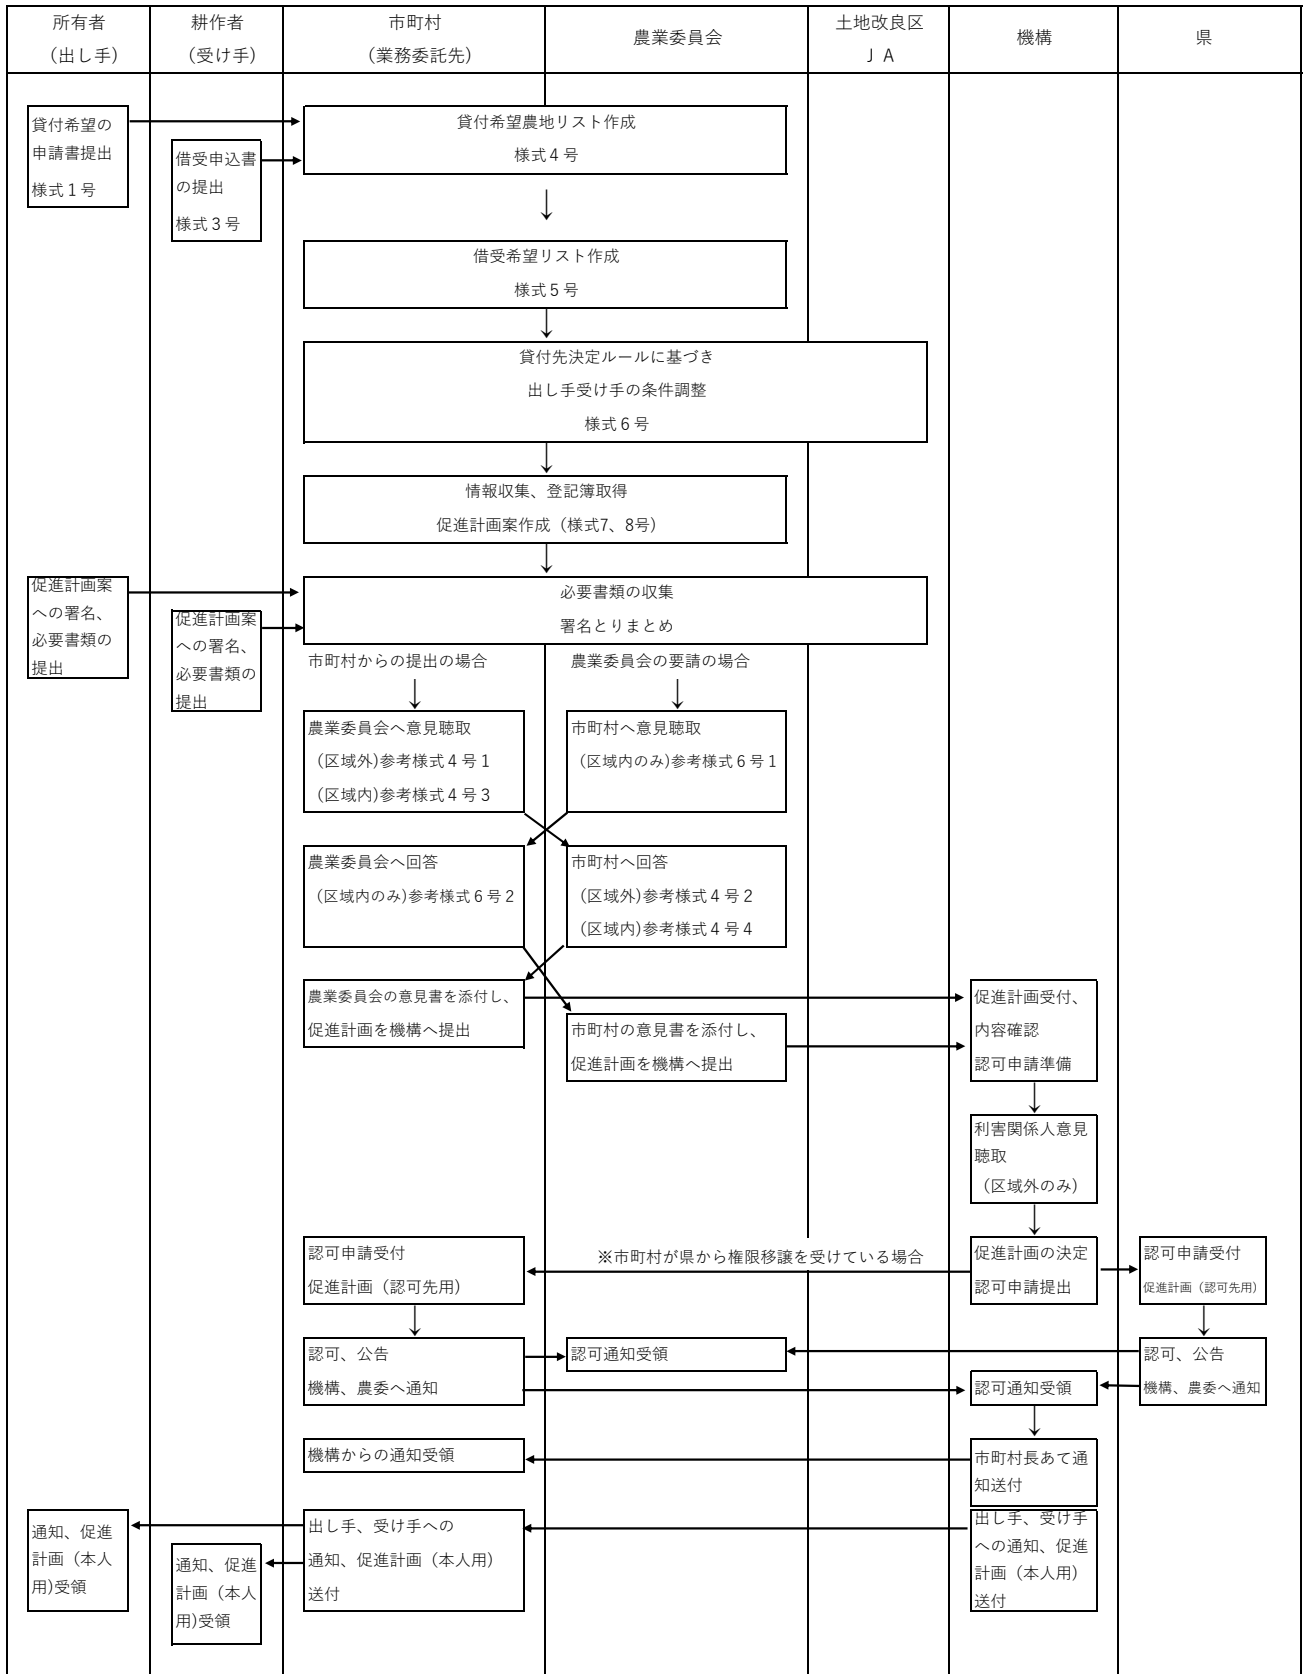 所有者
（出し手）
耕作者
（受け手）
市町村
（業務委託先）
農業委員会
土地改良区
ＪＡ
機構
県
貸付希望の
申請書提出
様式１号
借受申込書
の提出
様式３号
貸付希望農地リスト作成
様式４号
借受希望リスト作成
様式５号
貸付先決定ルールに基づき
出し手受け手の条件調整
様式６号
情報収集、登記簿取得
促進計画案作成（様式7、8号）
促進計画案
への署名、
必要書類の
提出
促進計画案
への署名、
必要書類の
提出
必要書類の収集
署名とりまとめ
市町村からの提出の場合
農業委員会の要請の場合
農業委員会へ意見聴取
（区域外)参考様式４号１
（区域内)参考様式４号３
市町村へ意見聴取
（区域内のみ)参考様式６号１
農業委員会へ回答
（区域内のみ)参考様式６号２
市町村へ回答
（区域外)参考様式４号２
（区域内)参考様式４号４
農業委員会の意見書を添付し、
促進計画を機構へ提出
市町村の意見書を添付し、
促進計画を機構へ提出
促進計画受付、
内容確認
認可申請準備
利害関係人意見
聴取
（区域外のみ）
認可申請受付
促進計画（認可先用）
※市町村が県から権限移譲を受けている場合
促進計画の決定
認可申請提出
認可申請受付
促進計画（認可先用）
認可、公告
機構、農委へ通知
認可通知受領
認可通知受領
認可、公告
機構、農委へ通知
機構からの通知受領
市町村長あて通
知送付
通知、促進
計画（本人
用)受領
通知、促進
計画（本人
用)受領
出し手、受け手への
通知、促進計画（本人用）
送付
出し手、受け手
への通知、促進
計画（本人用）
送付